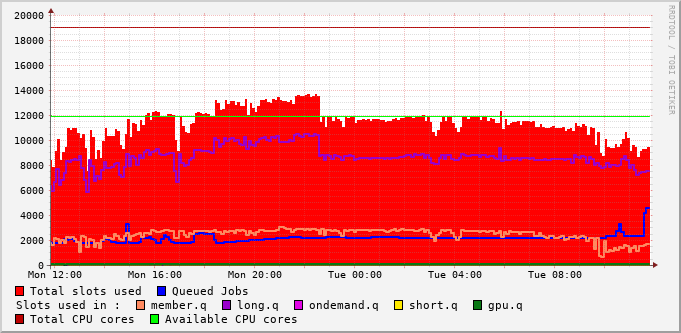 20000
18000
16000
14000
12000
10000
8000
6000
4000
2000
0
Mon 12:00 Mon 16:00 Mon 20:00 Tue 00:00 Tue 04:00 Tue 08:00
RRDTOOL / TOBI OETIKER
Total slots used Queued Jobs
Slots used in : member.q long.q ondemand.q short.q gpu.q
Total CPU cores Available CPU cores